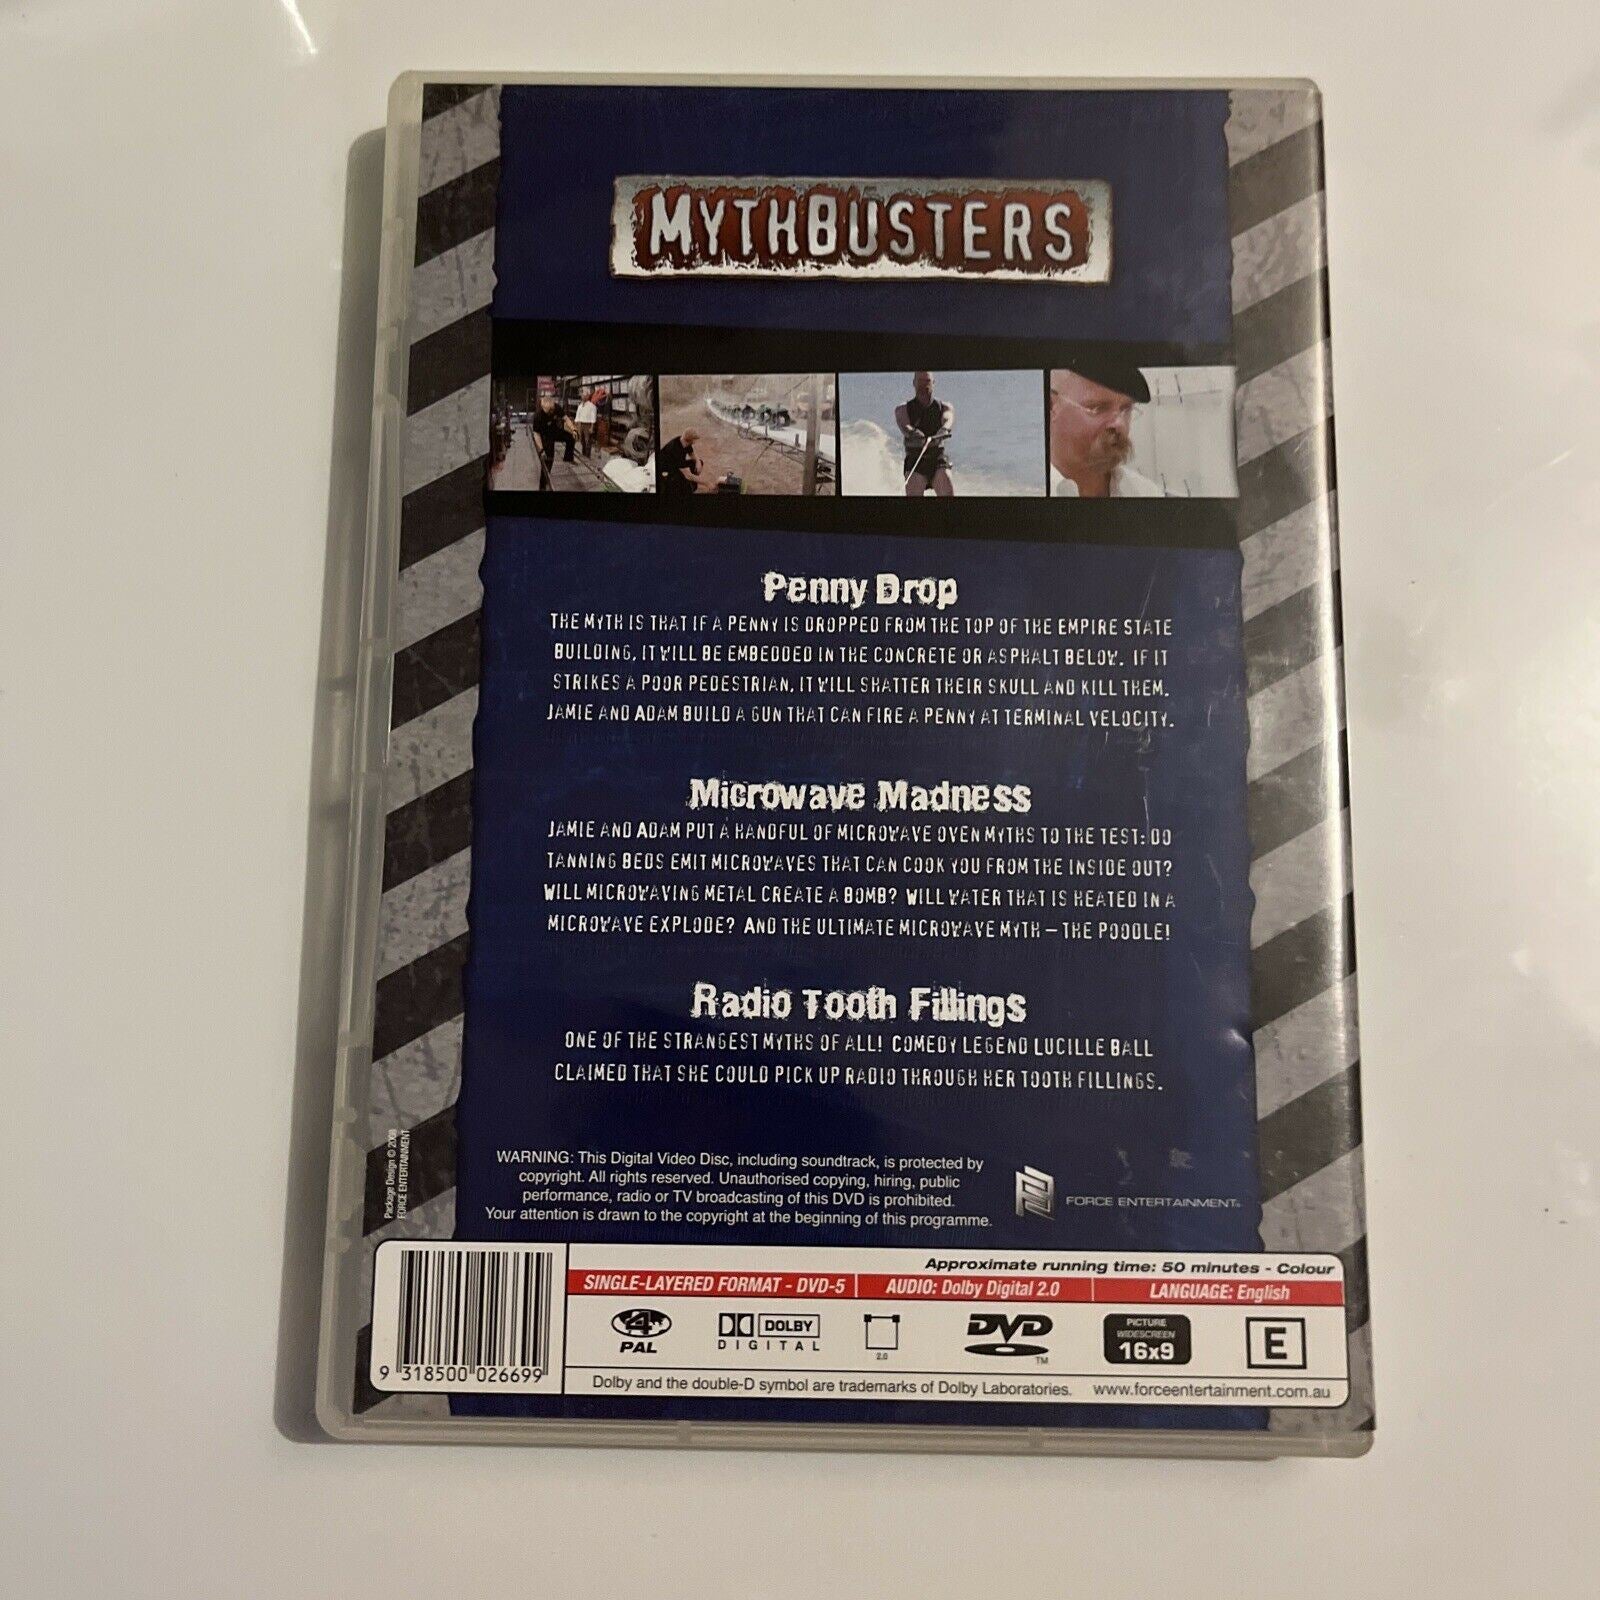 MYTHBUSTERS
Penny Drop
THE MYTH IS THAT IF A PENNY IS DROPPED FROM THE TOP OF THE EMPIRE STATE
BUILDING, IT WILL BE EMBEDDED IN THE CONCRETE OR ASPHALT BELOW. IF IT
STRIKES A POOR PEDESTRIAN, IT WILL SHATTER THEIR SKULL AND KILL THEM.
JAMIE AND ADAM BUILD A GUN THAT CAN FIRE A PENNY AT TERMINAL VELOCITY.
Microwave Madness
JAMIE AND ADAM PUT A HANDFUL OF MICROWAVE OVEN MYTHS TO THE TEST: DO
TANNING BEDS EMIT MICROWAVES THAT CAN COOK YOU FROM THE INSIDE OUT?
WILL MICROWAVING METAL CREATE A BOMB? WILL WATER THAT IS HEATED IN A
MICROWAVE EXPLODE? AND THE ULTIMATE MICROWAVE MYTH – THE POODLE!
Radio Tooth Fillings
ONE OF THE STRANGEST MYTHS OF ALL! COMEDY LEGEND LUCILLE BALL
CLAIMED THAT SHE COULD PICK UP RADIO THROUGH HER TOOTH FILLINGS.
Package Design © 2008
FORCE ENTERTAINMENT
WARNING: This Digital Video Disc, including soundtrack, is protected by
copyright. All rights reserved. Unauthorised copying, hiring, public
performance, radio or TV broadcasting of this DVD is prohibited.
Your attention is drawn to the copyright at the beginning of this programme.
FORCE ENTERTAINMENT
Approximate running time: 50 minutes - Colour
SINGLE-LAYERED FORMAT - DVD-5 | AUDIO: Dolby Digital 2.0 | LANGUAGE: English
4
PAL
DOLBY
DIGITAL
2.0
DVD
TM
PICTURE
WIDESCREEN
16x9
E
9 318500 026699
Dolby and the double-D symbol are trademarks of Dolby Laboratories. www.forceentertainment.com.au